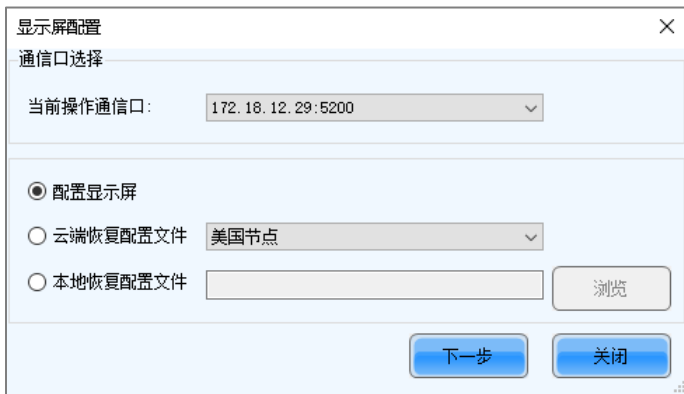 显示屏配置
通信口选择
当前操作通信口: 172.18.12.29:5200
配置显示屏
云端恢复配置文件 美国节点
本地恢复配置文件 浏览
下一步 关闭